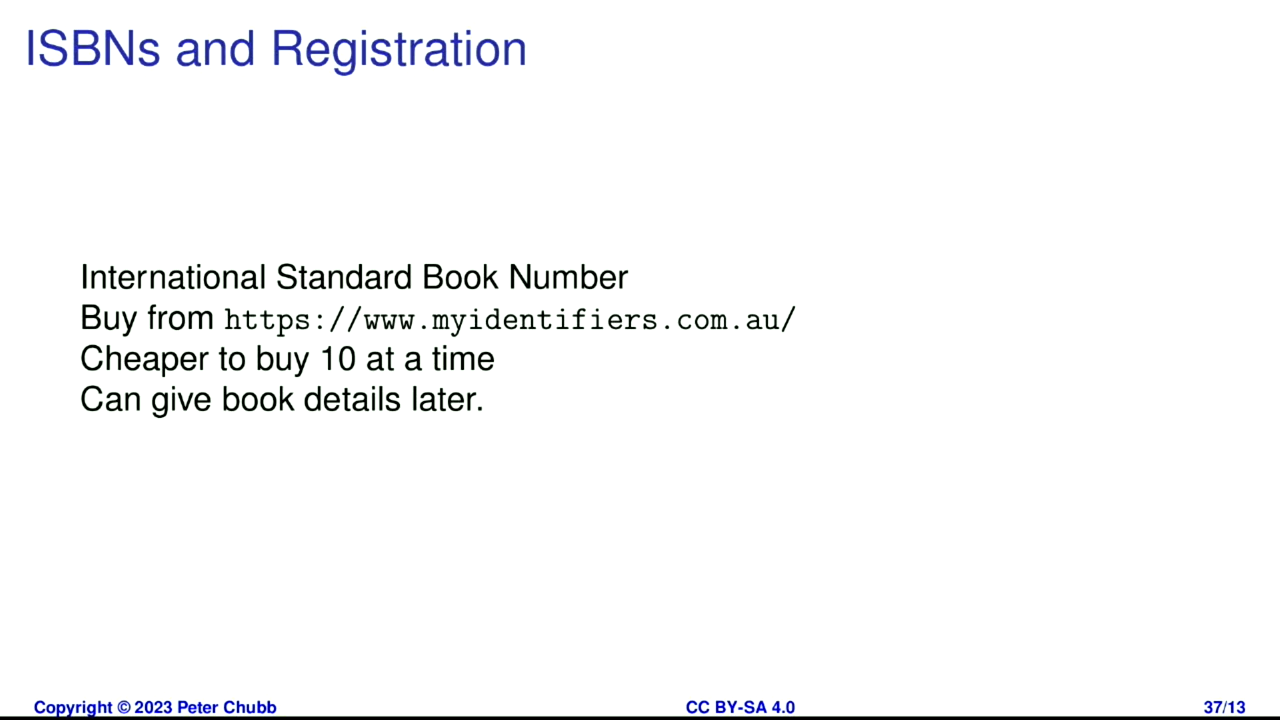 ISBNs and Registration
International Standard Book Number
Buy from https://www.myidentifiers.com.au/
Cheaper to buy 10 at a time
Can give book details later.
Copyright © 2023 Peter Chubb CC BY-SA 4.0 37/13